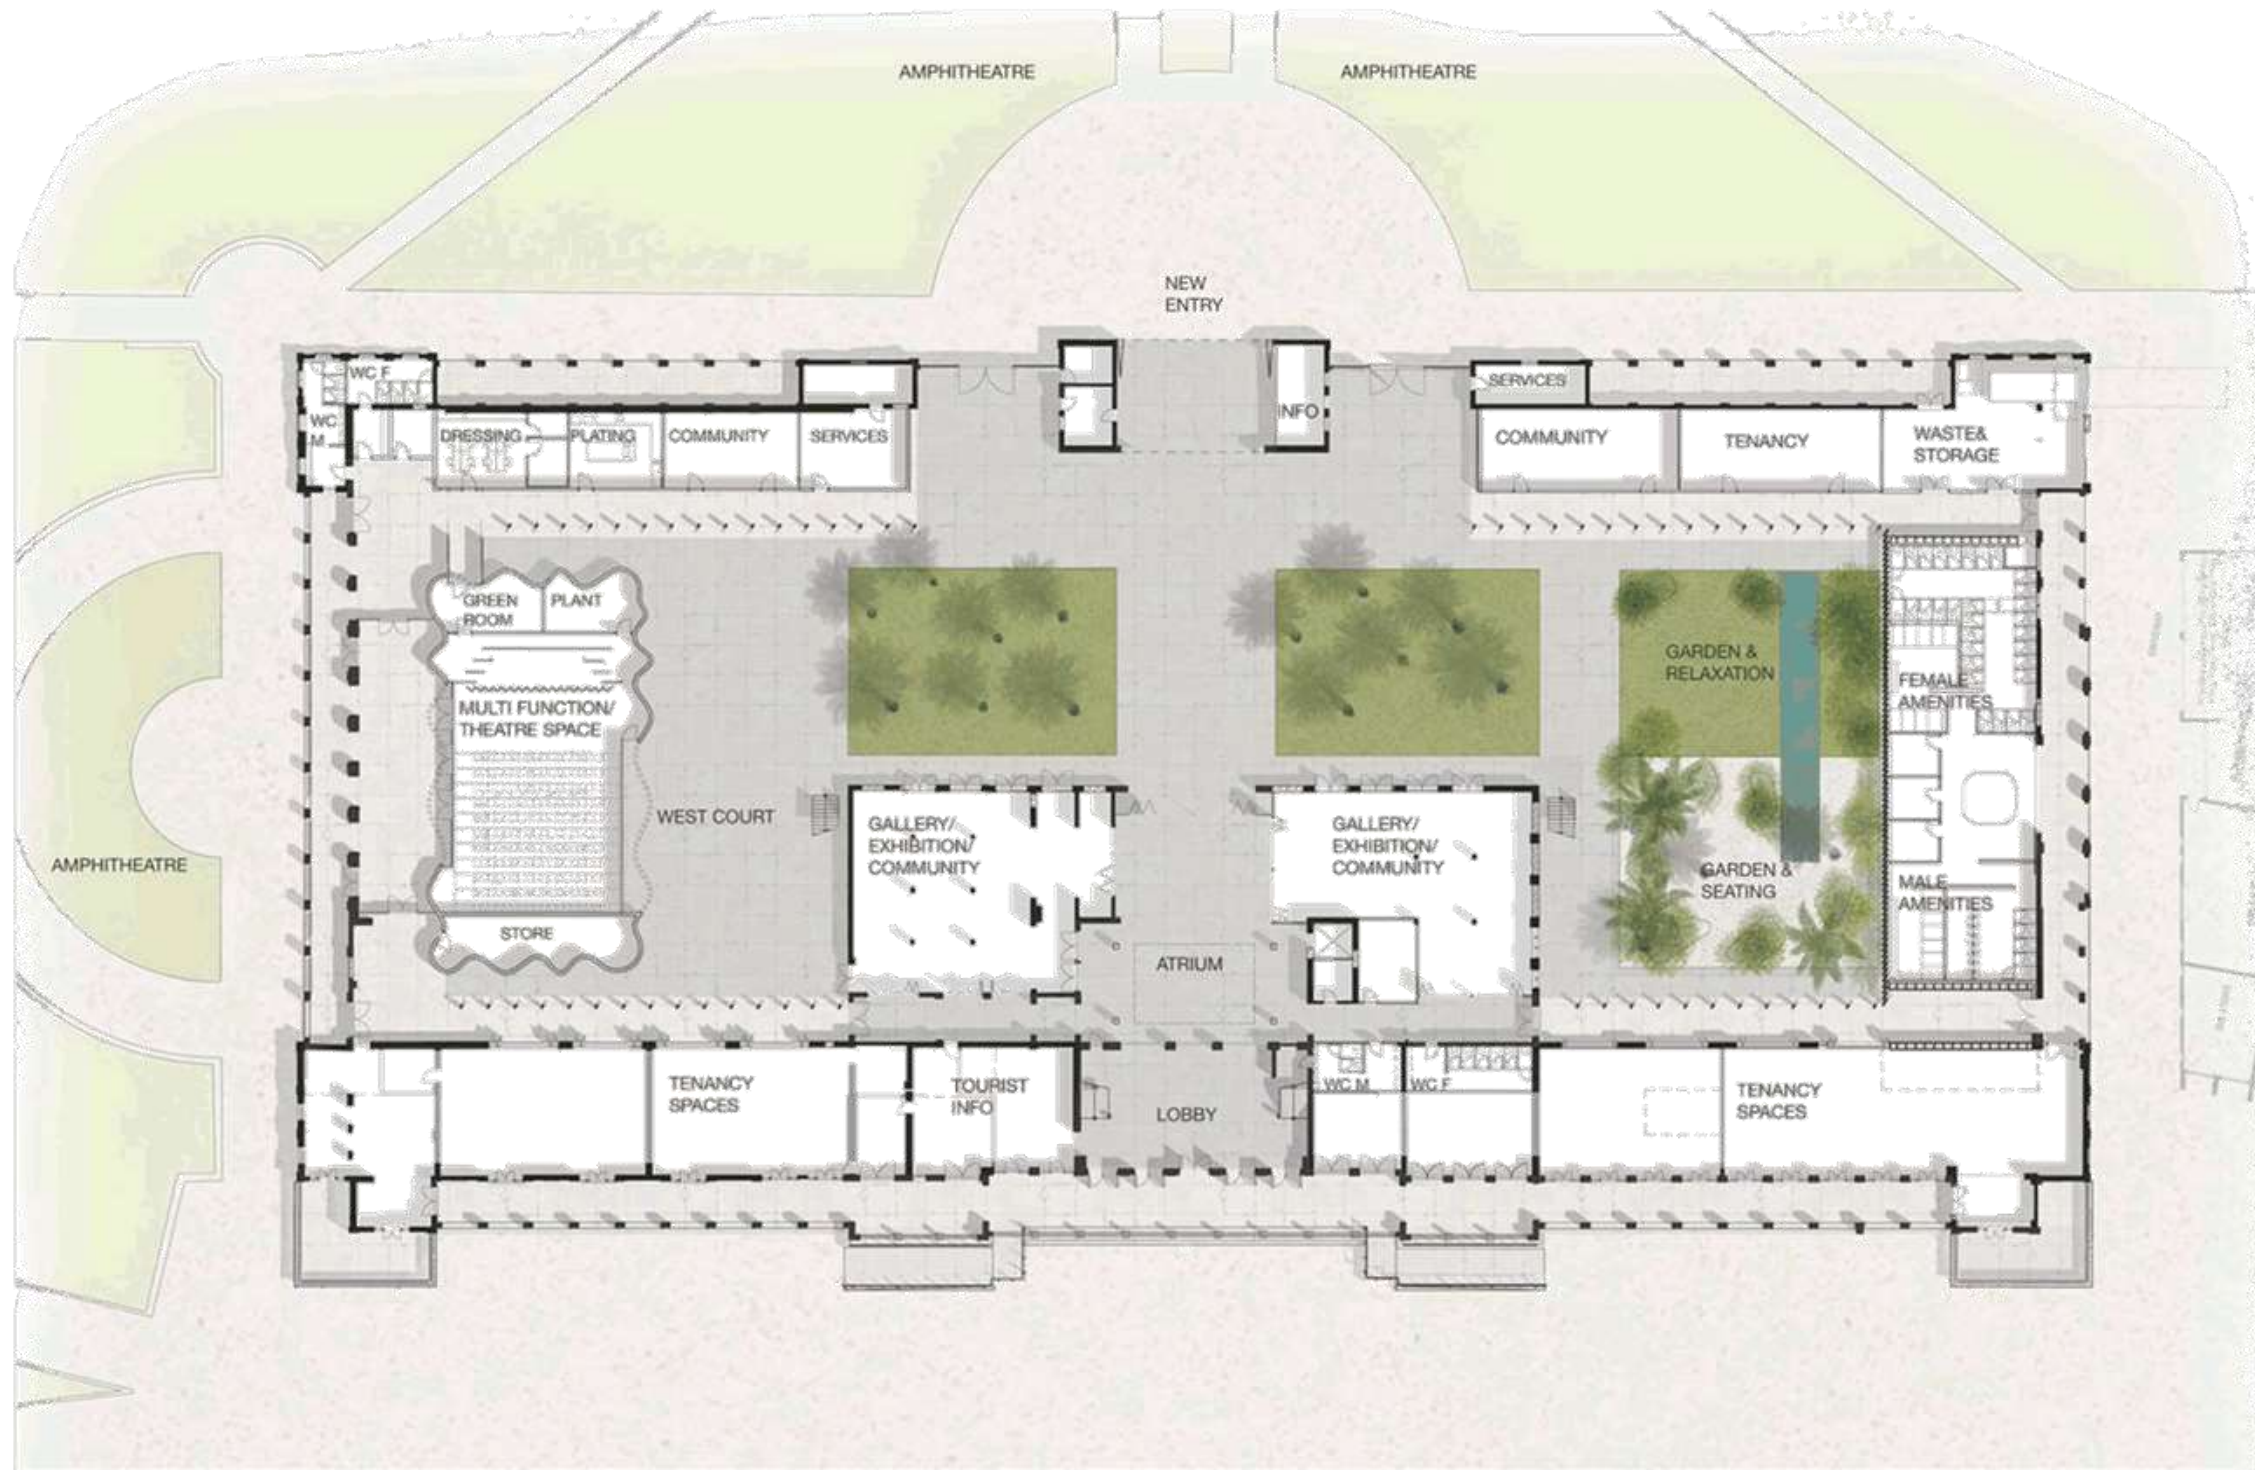 AMPHITHEATRE
AMPHITHEATRE
NEW
ENTRY
WC F
WC
M
DRESSING
PLATING
COMMUNITY
SERVICES
INFO
SERVICES
COMMUNITY
TENANCY
WASTE&
STORAGE
GREEN
ROOM
PLANT
MULTI FUNCTION/
THEATRE SPACE
WEST COURT
STORE
AMPHITHEATRE
GALLERY/
EXHIBITION/
COMMUNITY
GALLERY/
EXHIBITION/
COMMUNITY
ATRIUM
GARDEN &
RELAXATION
GARDEN &
SEATING
FEMALE
AMENITIES
MALE
AMENITIES
TENANCY
SPACES
TOURIST
INFO
LOBBY
WC M
WC F
TENANCY
SPACES